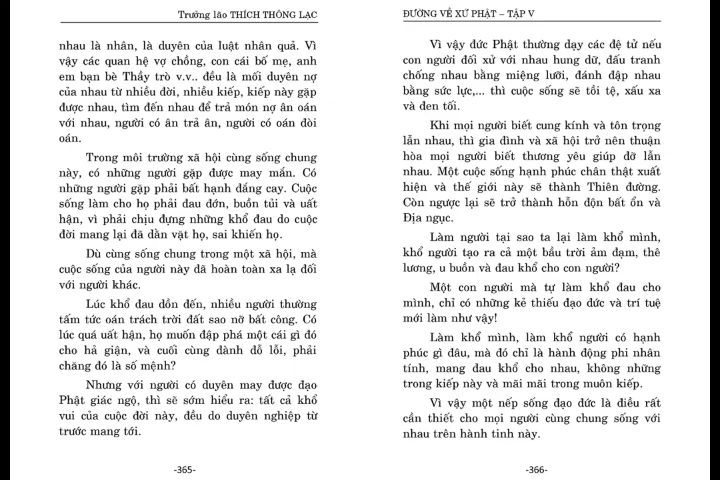 Trưởng lão THÍCH THÔNG LẠC
nhau là nhân, là duyên của luật nhân quả. Vì
vậy các quan hệ vợ chồng, con cái bố mẹ, anh
em bạn bè Thầy trò v.v.. đều là mối duyên nợ
của nhau từ nhiều đời, nhiều kiếp, kiếp này gặp
được nhau, tìm đến nhau để trả món nợ ân oán
với nhau, người có ân trả ân, người có oán đòi
oán.
Trong môi trường xã hội cùng sống chung
này, có những người gặp được may mắn. Có
những người gặp phải bất hạnh đắng cay. Cuộc
sống làm cho họ phải đau đớn, buồn tủi và uất
hận, vì phải chịu đựng những khổ đau do cuộc
đời mang lại đã dằn vặt họ, sai khiến họ.
Dù cùng sống chung trong một xã hội, mà
cuộc sống của người này đã hoàn toàn xa lạ đối
với người khác.
Lúc khổ đau dồn đến, nhiều người thường
tấm tức oán trách trời đất sao nỡ bất công. Có
lúc quá uất hận, họ muốn đập phá một cái gì đó
cho hả giận, và cuối cùng đành đỗ lỗi, phải
chăng đó là số mệnh?
Nhưng với người có duyên may được đạo
Phật giác ngộ, thì sẽ sớm hiểu ra: tất cả khổ
vui của cuộc đời này, đều do duyên nghiệp từ
trước mang tới.
-365-
ĐƯỜNG VỀ XỨ PHẬT – TẬP V
Vì vậy đức Phật thường dạy các đệ tử nếu
con người đối xử với nhau hung dữ, đấu tranh
chống nhau bằng miệng lưỡi, đánh đập nhau
bằng sức lực,... thì cuộc sống sẽ tồi tệ, xấu xa
và đen tối.
Khi mọi người biết cung kính và tôn trọng
lẫn nhau, thì gia đình và xã hội trở nên thuận
hòa mọi người biết thương yêu giúp đỡ lẫn
nhau. Một cuộc sống hạnh phúc chân thật xuất
hiện và thế giới này sẽ thành Thiên đường.
Còn ngược lại sẽ trở thành hỗn độn bất ổn và
Địa ngục.
Làm người tại sao ta lại làm khổ mình,
khổ người tạo ra cả một bầu trời ảm đạm, thê
lương, u buồn và đau khổ cho con người?
Một con người mà tự làm khổ đau cho
mình, chỉ có những kẻ thiếu đạo đức và trí tuệ
mới làm như vậy!
Làm khổ mình, làm khổ người có hạnh
phúc gì đâu, mà đó chỉ là hành động phi nhân
tính, mang đau khổ cho nhau, không những
trong kiếp này và mãi mãi trong muôn kiếp.
Vì vậy một nếp sống đạo đức là điều rất
cần thiết cho mọi người cùng chung sống với
nhau trên hành tinh này.
-366-